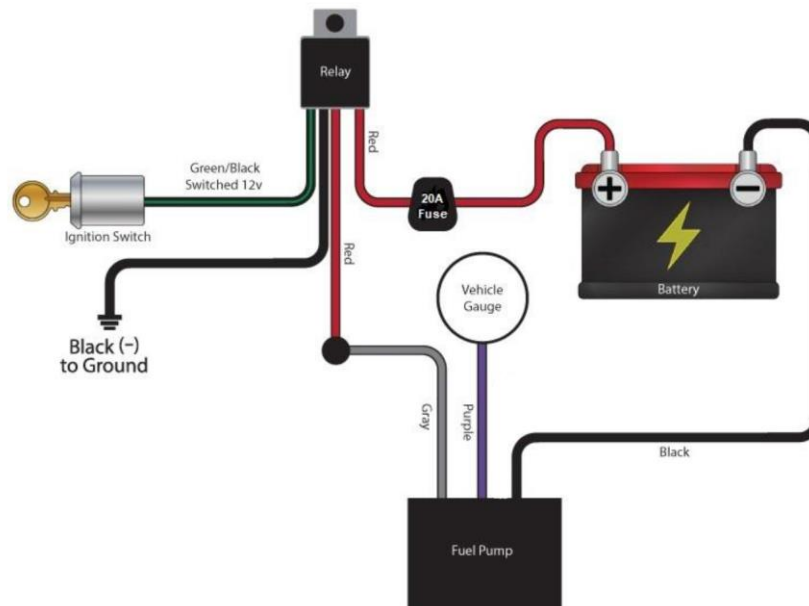 Relay
Red
Green/Black
Switched 12v
Ignition Switch
20A
Fuse
+
−
Battery
Red
Vehicle
Gauge
Black (-)
to Ground
Gray
Purple
Black
Fuel Pump